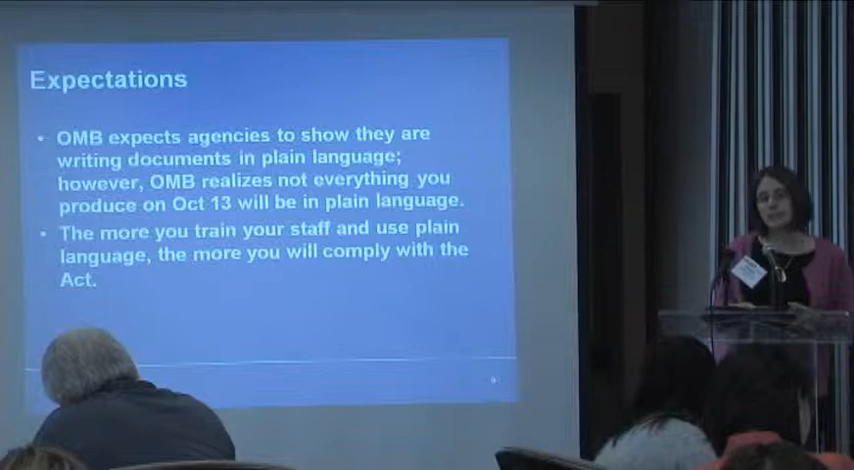 Expectations
• OMB expects agencies to show they are
writing documents in plain language;
however, OMB realizes not everything you
produce on Oct 13 will be in plain language.
• The more you train your staff and use plain
language, the more you will comply with the
Act.